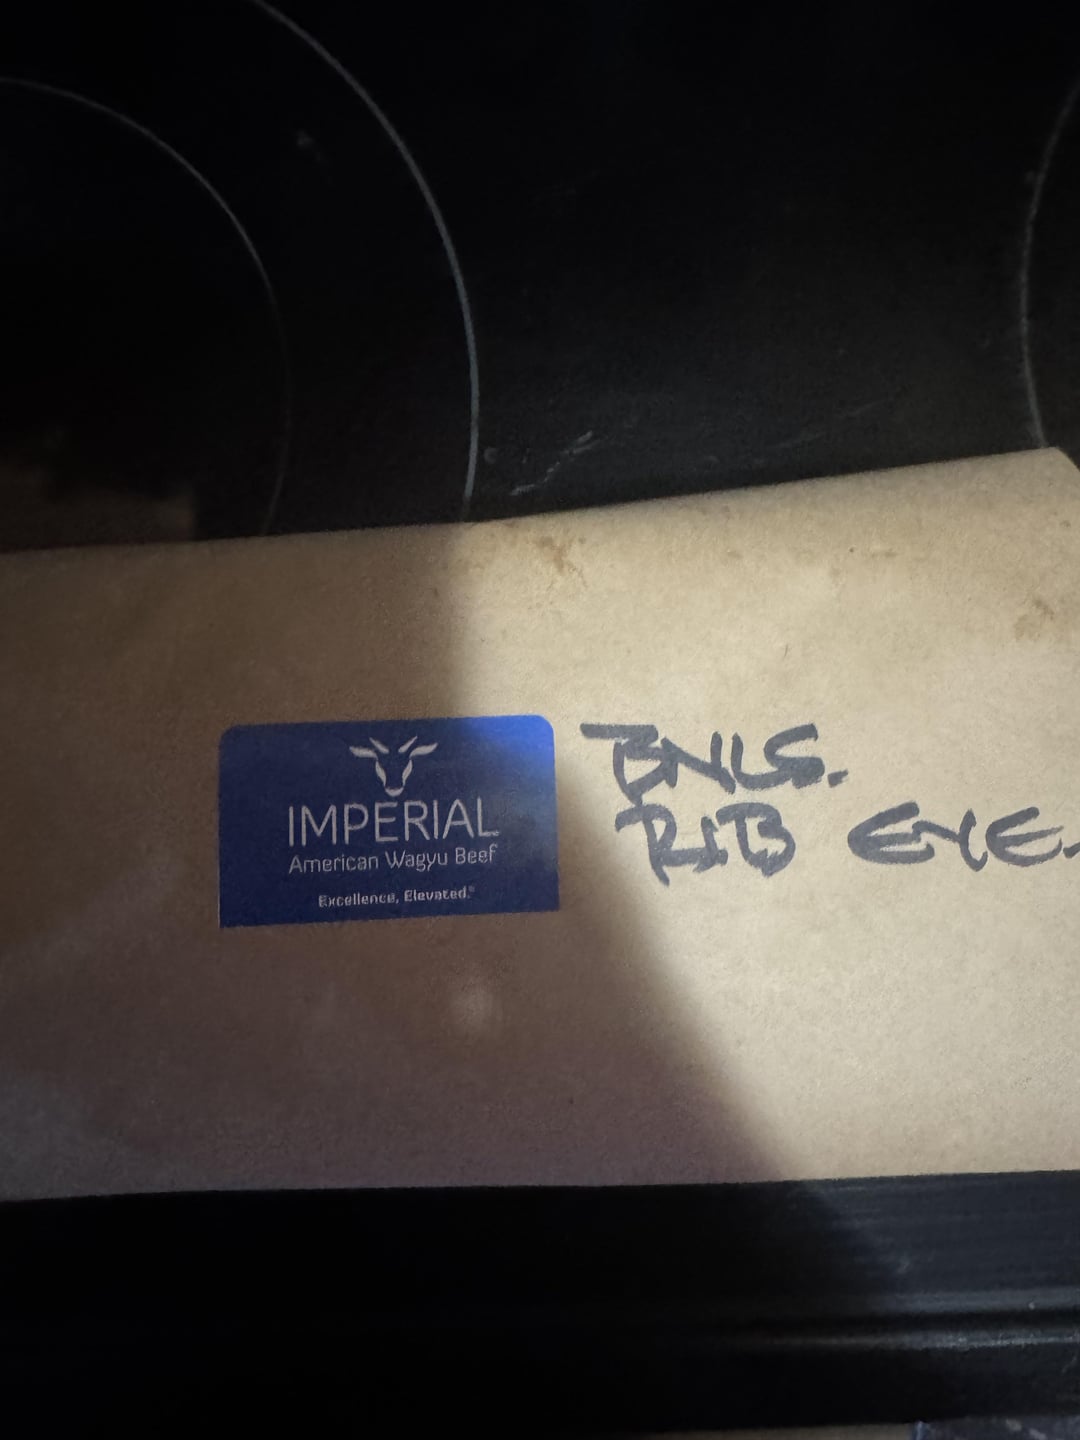 IMPERIAL
American Wagyu Beef
Excellence, Elevated.®
BNLS.
RIB EYE.